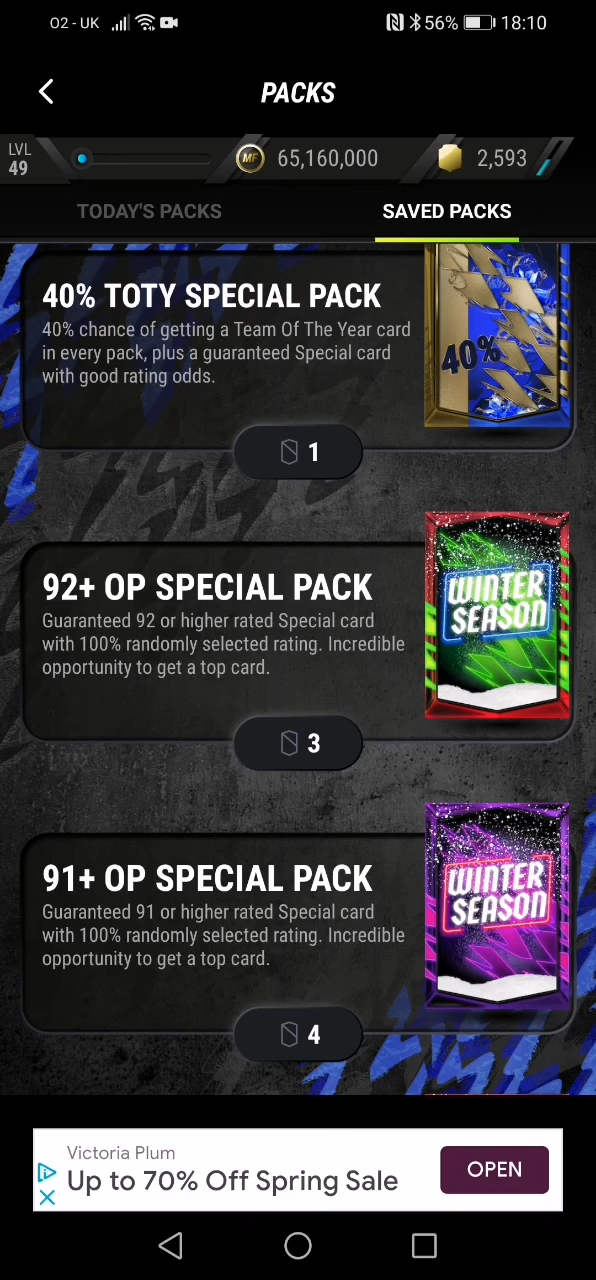 O2 - UK
56%
18:10
PACKS
LVL
49
MF
65,160,000
2,593
TODAY'S PACKS
SAVED PACKS
40% TOTY SPECIAL PACK
40% chance of getting a Team Of The Year card
in every pack, plus a guaranteed Special card
with good rating odds.
40%
1
92+ OP SPECIAL PACK
Guaranteed 92 or higher rated Special card
with 100% randomly selected rating. Incredible
opportunity to get a top card.
WINTER
SEASON
3
91+ OP SPECIAL PACK
Guaranteed 91 or higher rated Special card
with 100% randomly selected rating. Incredible
opportunity to get a top card.
WINTER
SEASON
4
Victoria Plum
Up to 70% Off Spring Sale
OPEN